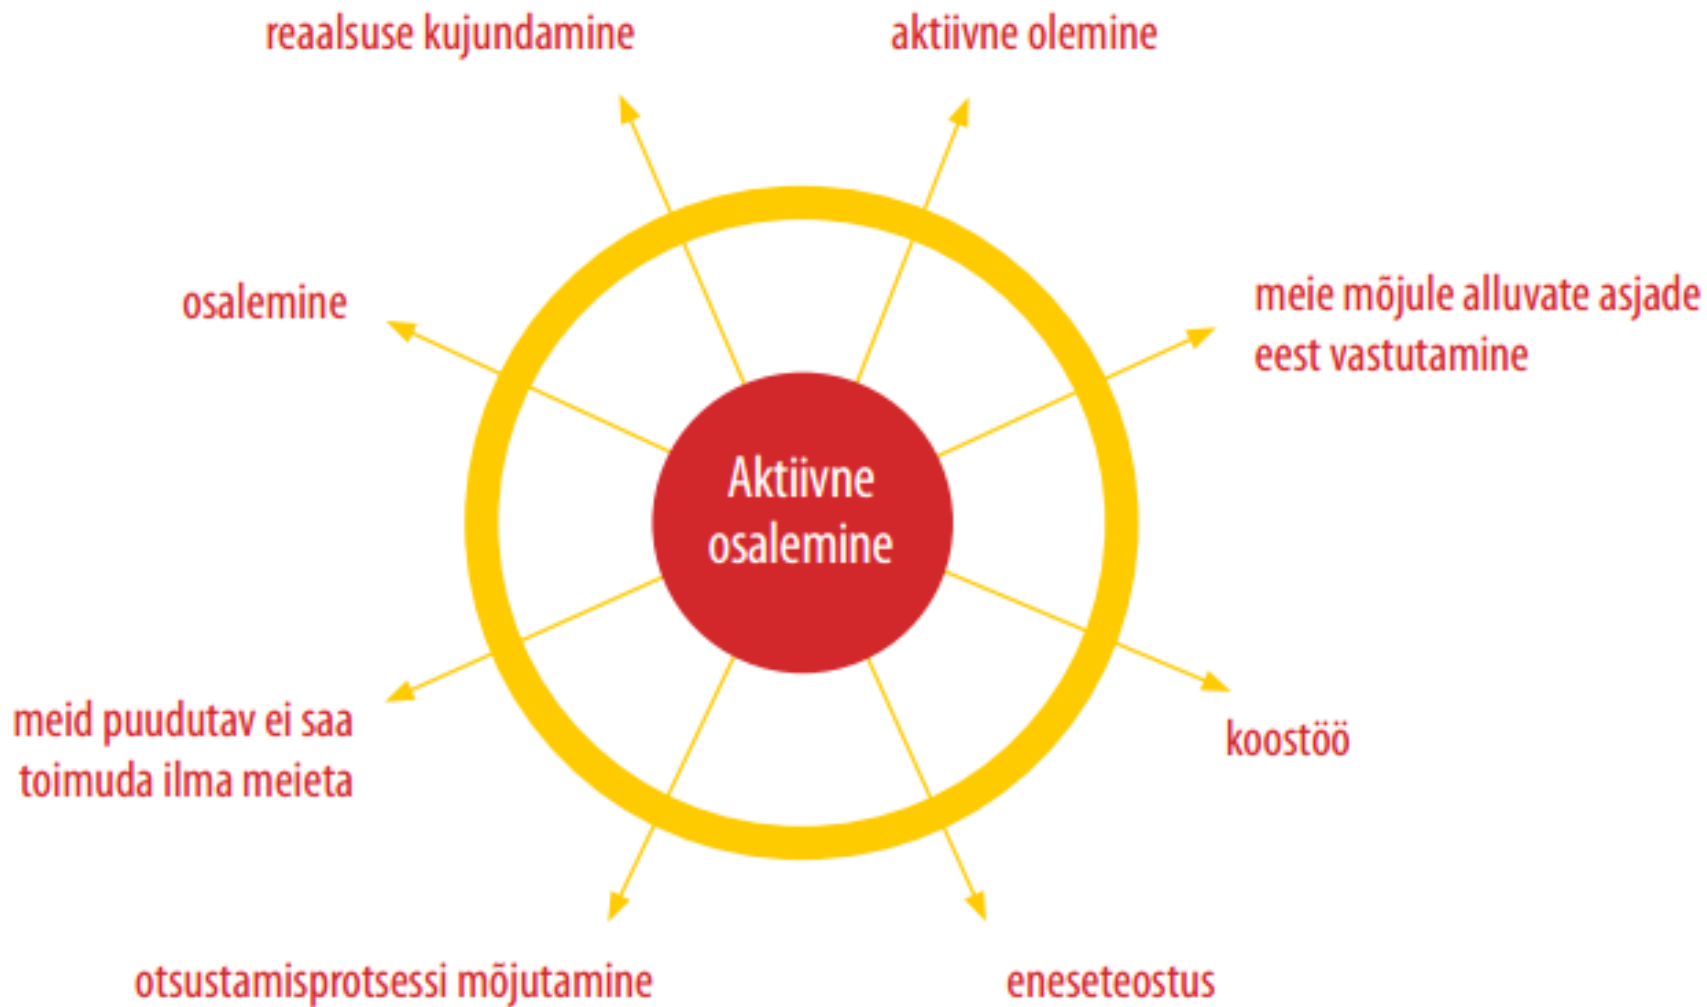 reaalsuse kujundamine
aktiivne olemine
osalemine
meie mõjule alluvate asjade
eest vastutamine
Aktiivne
osalemine
meid puudutav ei saa
toimuda ilma meieta
koostöö
otsustamisprotsessi mõjutamine
eneseteostus